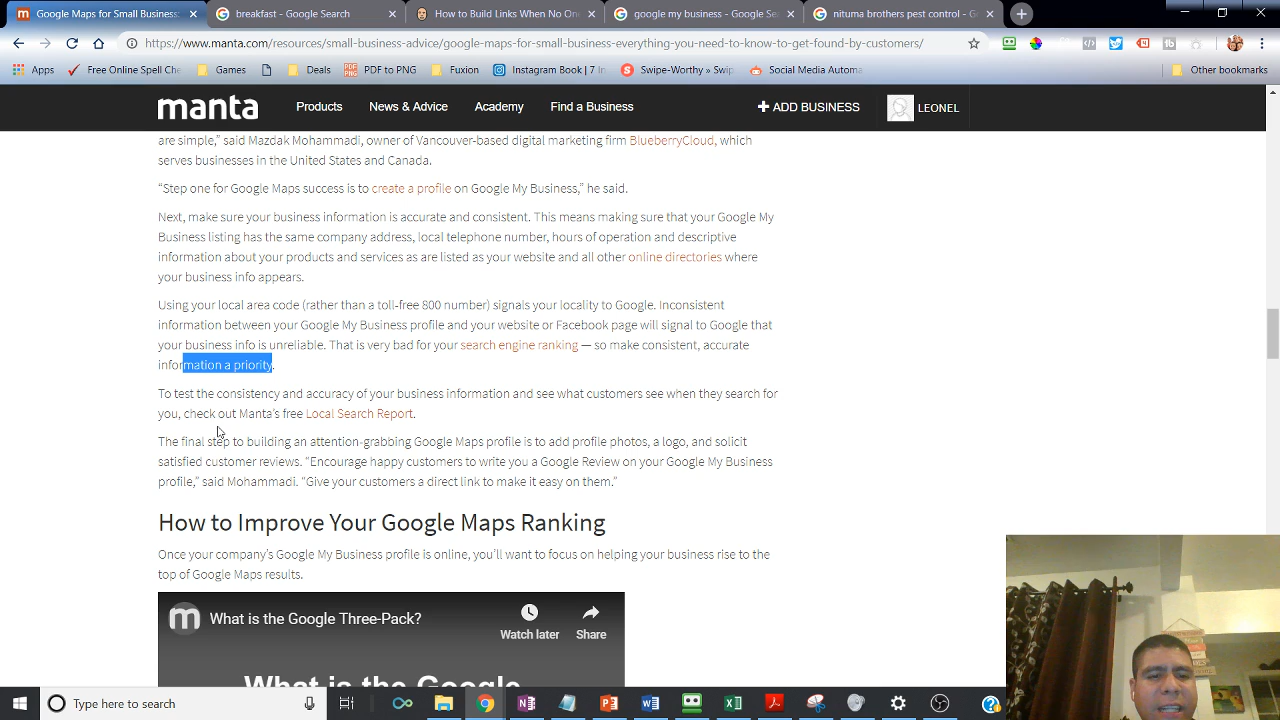 Google Maps for Small Business:
breakfast - Google Search
How to Build Links When No On
google my business - Google Se
nituma brothers pest control - G
https://www.manta.com/resources/small-business-advice/google-maps-for-small-business-everything-you-need-to-know-to-get-found-by-customers/
Apps
Free Online Spell Che
Games
Deals
PDF to PNG
Fuxion
Instagram Book | 7 In
Swipe-Worthy » Swip
Social Media Automa
Other bookmarks
manta
Products
News & Advice
Academy
Find a Business
ADD BUSINESS
LEONEL
are simple,” said Mazdak Mohammadi, owner of Vancouver-based digital marketing firm BlueberryCloud, which
serves businesses in the United States and Canada.
“Step one for Google Maps success is to create a profile on Google My Business,” he said.
Next, make sure your business information is accurate and consistent. This means making sure that your Google My
Business listing has the same company address, local telephone number, hours of operation and descriptive
information about your products and services as are listed as your website and all other online directories where
your business info appears.
Using your local area code (rather than a toll-free 800 number) signals your locality to Google. Inconsistent
information between your Google My Business profile and your website or Facebook page will signal to Google that
your business info is unreliable. That is very bad for your search engine ranking — so make consistent, accurate
information a priority.
To test the consistency and accuracy of your business information and see what customers see when they search for
you, check out Manta’s free Local Search Report.
The final step to building an attention-grabbing Google Maps profile is to add profile photos, a logo, and solicit
satisfied customer reviews. “Encourage happy customers to write you a Google Review on your Google My Business
profile,” said Mohammadi. “Give your customers a direct link to make it easy on them.”
How to Improve Your Google Maps Ranking
Once your company’s Google My Business profile is online, you’ll want to focus on helping your business rise to the
top of Google Maps results.
What is the Google Three-Pack?
Watch later
Share
What is the Google
Type here to search